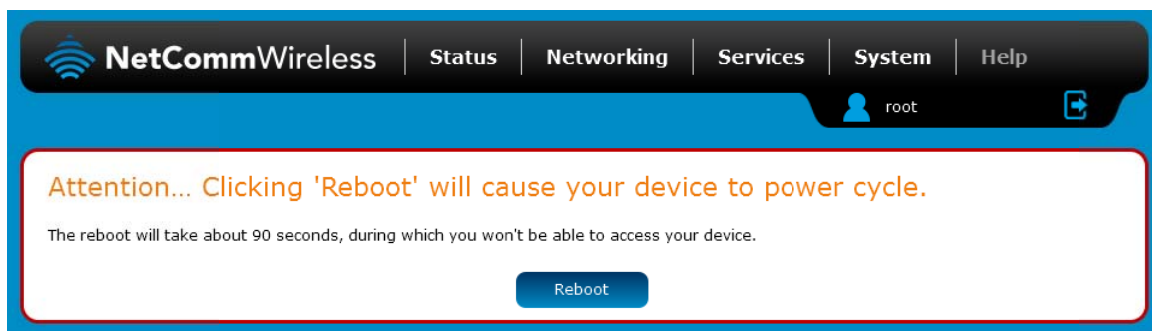 NetCommWireless Status Networking Services System Help
root
Attention... Clicking 'Reboot' will cause your device to power cycle.
The reboot will take about 90 seconds, during which you won't be able to access your device.
Reboot